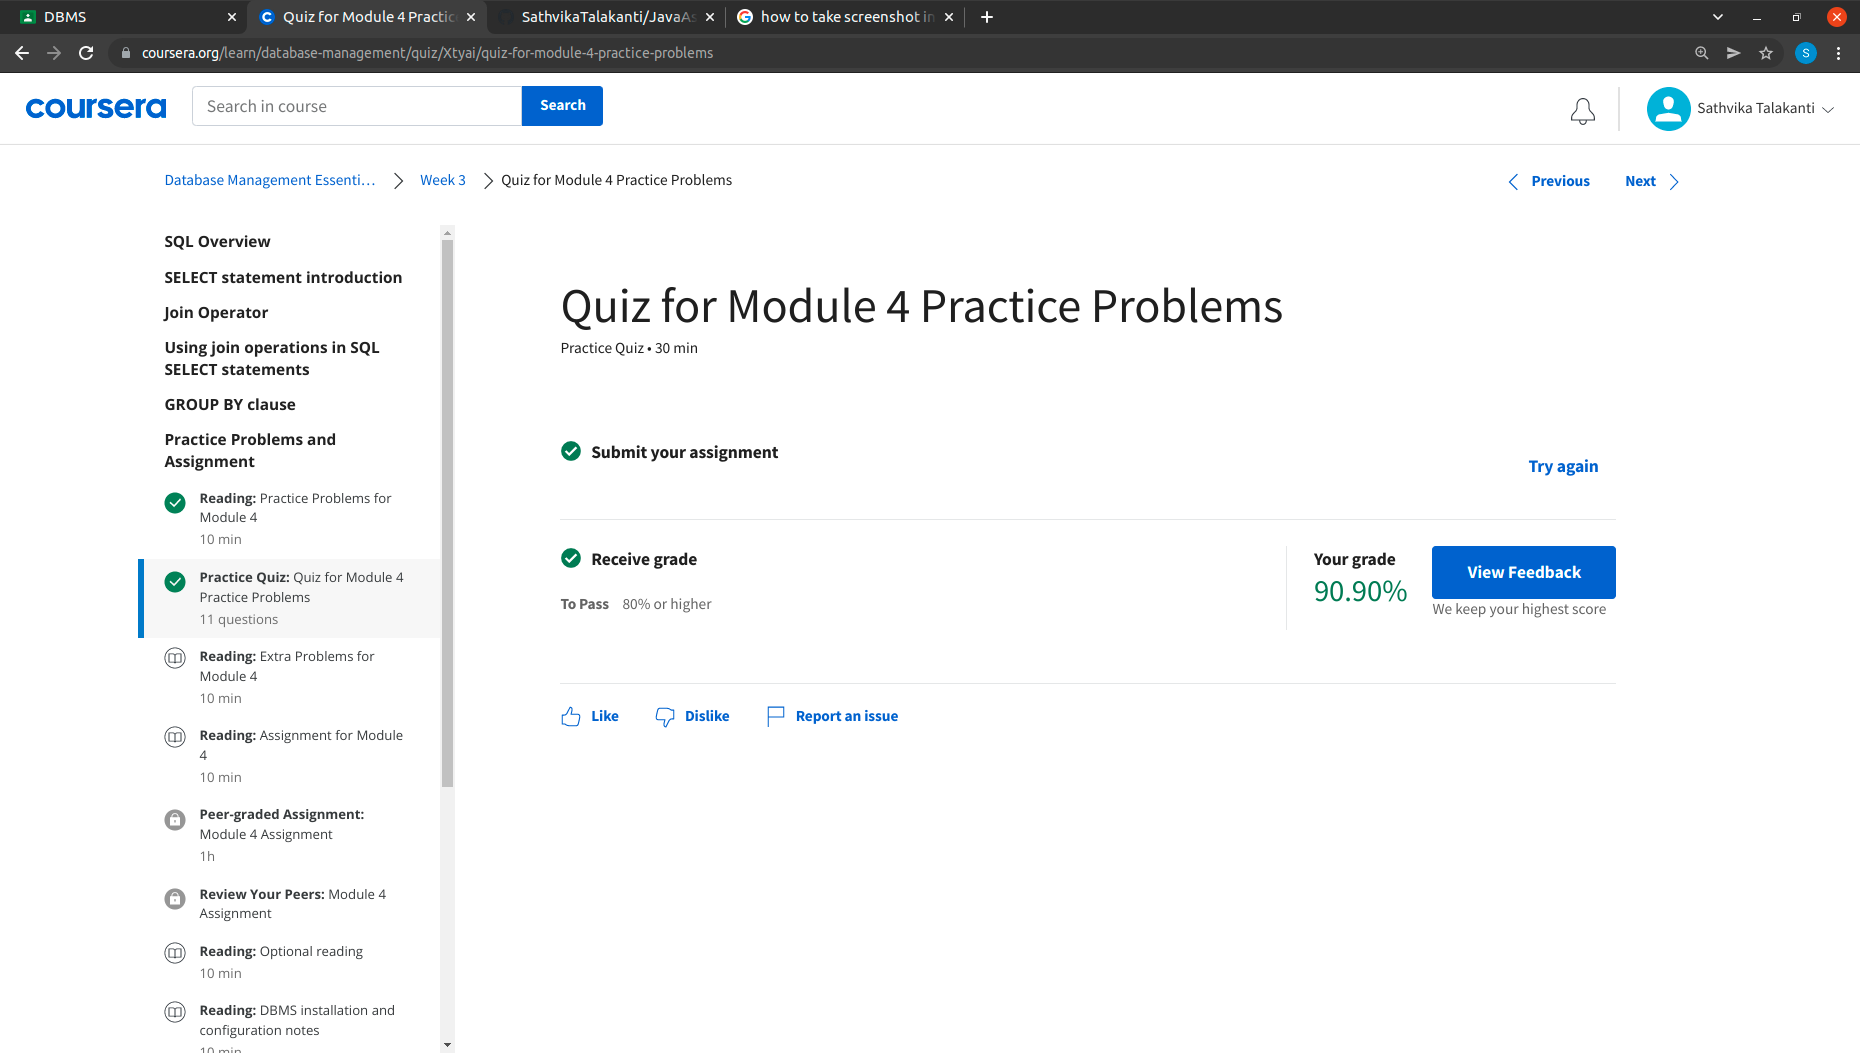 DBMS
Quiz for Module 4 Practic
SathvikaTalakanti/JavaAs
how to take screenshot in
coursera.org/learn/database-management/quiz/Xtyai/quiz-for-module-4-practice-problems
S
coursera
Search in course
Search
Sathvika Talakanti
Database Management Essenti...
Week 3
Quiz for Module 4 Practice Problems
Previous
Next
SQL Overview
SELECT statement introduction
Join Operator
Using join operations in SQL
SELECT statements
GROUP BY clause
Practice Problems and
Assignment
Reading: Practice Problems for
Module 4
10 min
Practice Quiz: Quiz for Module 4
Practice Problems
11 questions
Reading: Extra Problems for
Module 4
10 min
Reading: Assignment for Module
4
10 min
Peer-graded Assignment:
Module 4 Assignment
1h
Review Your Peers: Module 4
Assignment
Reading: Optional reading
10 min
Reading: DBMS installation and
configuration notes
10 min
Quiz for Module 4 Practice Problems
Practice Quiz • 30 min
Submit your assignment
Try again
Receive grade
To Pass 80% or higher
Your grade
90.90%
View Feedback
We keep your highest score
Like
Dislike
Report an issue